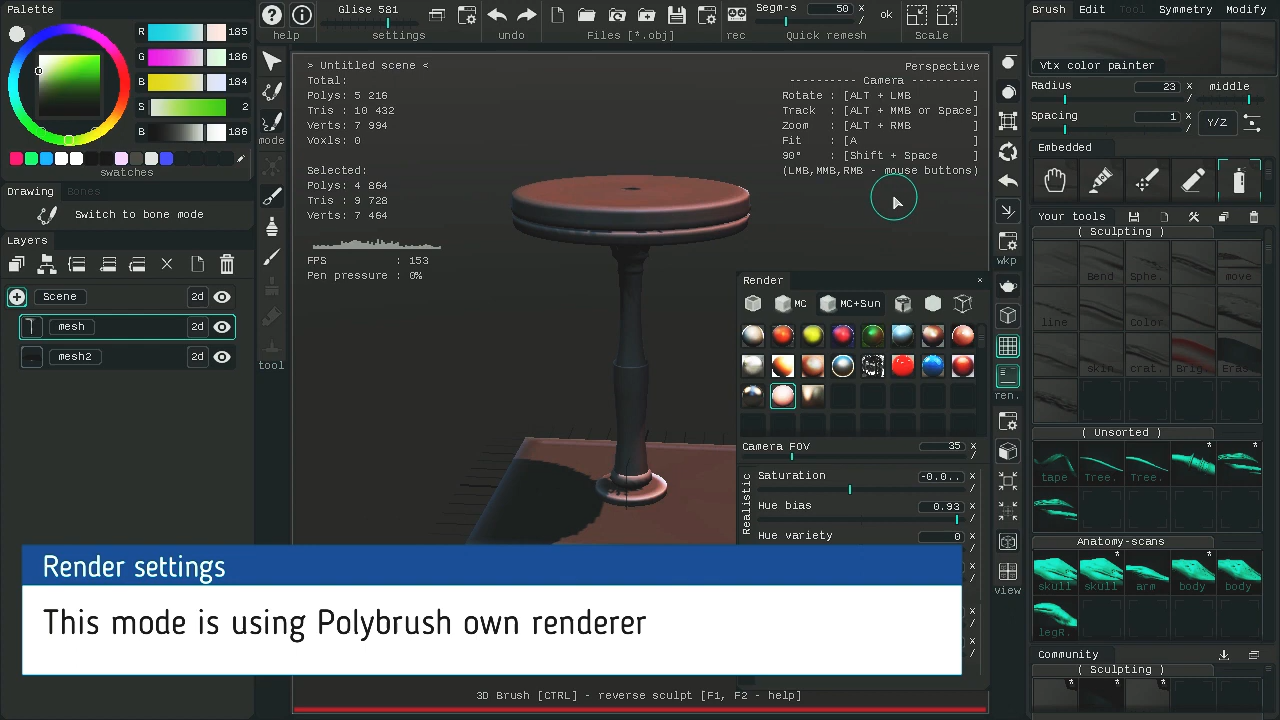 Palette
R 185
G 186
B 184
S 2
B 186
swatches
Drawing Bones
Switch to bone mode
Layers
Scene 2d
mesh 2d
mesh2 2d
help
Glise 581
settings
undo
Files [*.obj]
rec
Segm-s 50 x /
ok
Quick remesh
Scale
mode
tool
> Untitled scene <
Total:
Polys: 5 216
Tris : 10 432
Verts: 7 994
Voxis: 0
Selected:
Polys: 4 864
Tris : 9 728
Verts: 7 464
FPS : 153
Pen pressure : 0%
Perspective
-------- Camera --------
Rotate : [ALT + LMB ]
Track : [ALT + MMB or Space]
Zoom : [ALT + RMB ]
Fit : [A ]
90° : [Shift + Space ]
(LMB,MMB,RMB - mouse buttons)
Render x
MC MC+Sun
Camera FOV 35 x /
Realistic
Saturation -0.0.. x
Hue bias 0.93 x /
Hue variety 0 x /
Render settings
This mode is using Polybrush own renderer
3D Brush [CTRL] - reverse sculpt [F1, F2 - help]
wkp
ren.
view
Brush Edit Tool Symmetry Modify
Vtx color painter
Radius 23 x / middle
Spacing 1 x / Y/Z
Embedded
Your tools
( Sculpting )
Bend Sphe. move
line Color
skin crat. Brig. Eras
( Unsorted )
tape Tree. Tree.
Anatomy-scans
skull skull arm body body
legR.
Community
( Sculpting )